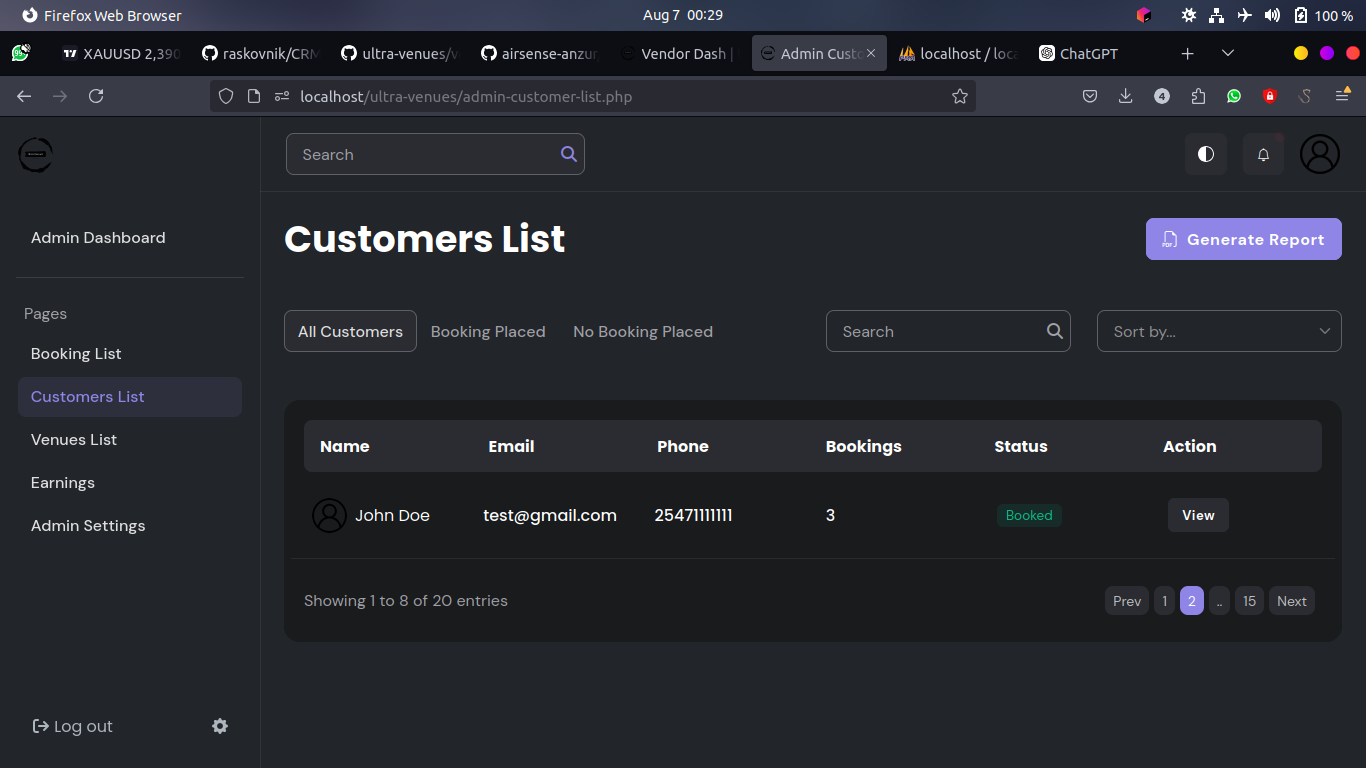 Firefox Web Browser
Aug 7 00:29
100 %
XAUUSD 2,390
raskovnik/CRM
ultra-venues/v
airsense-anzur
Vendor Dash |
Admin Custo
localhost / loca
ChatGPT
localhost/ultra-venues/admin-customer-list.php
4
Search
Admin Dashboard
Customers List
Generate Report
Pages
Booking List
Customers List
Venues List
Earnings
Admin Settings
All Customers
Booking Placed
No Booking Placed
Search
Sort by...
Name Email Phone Bookings Status Action
John Doe test@gmail.com 25471111111 3 Booked View
Showing 1 to 8 of 20 entries
Prev 1 2 .. 15 Next
Log out